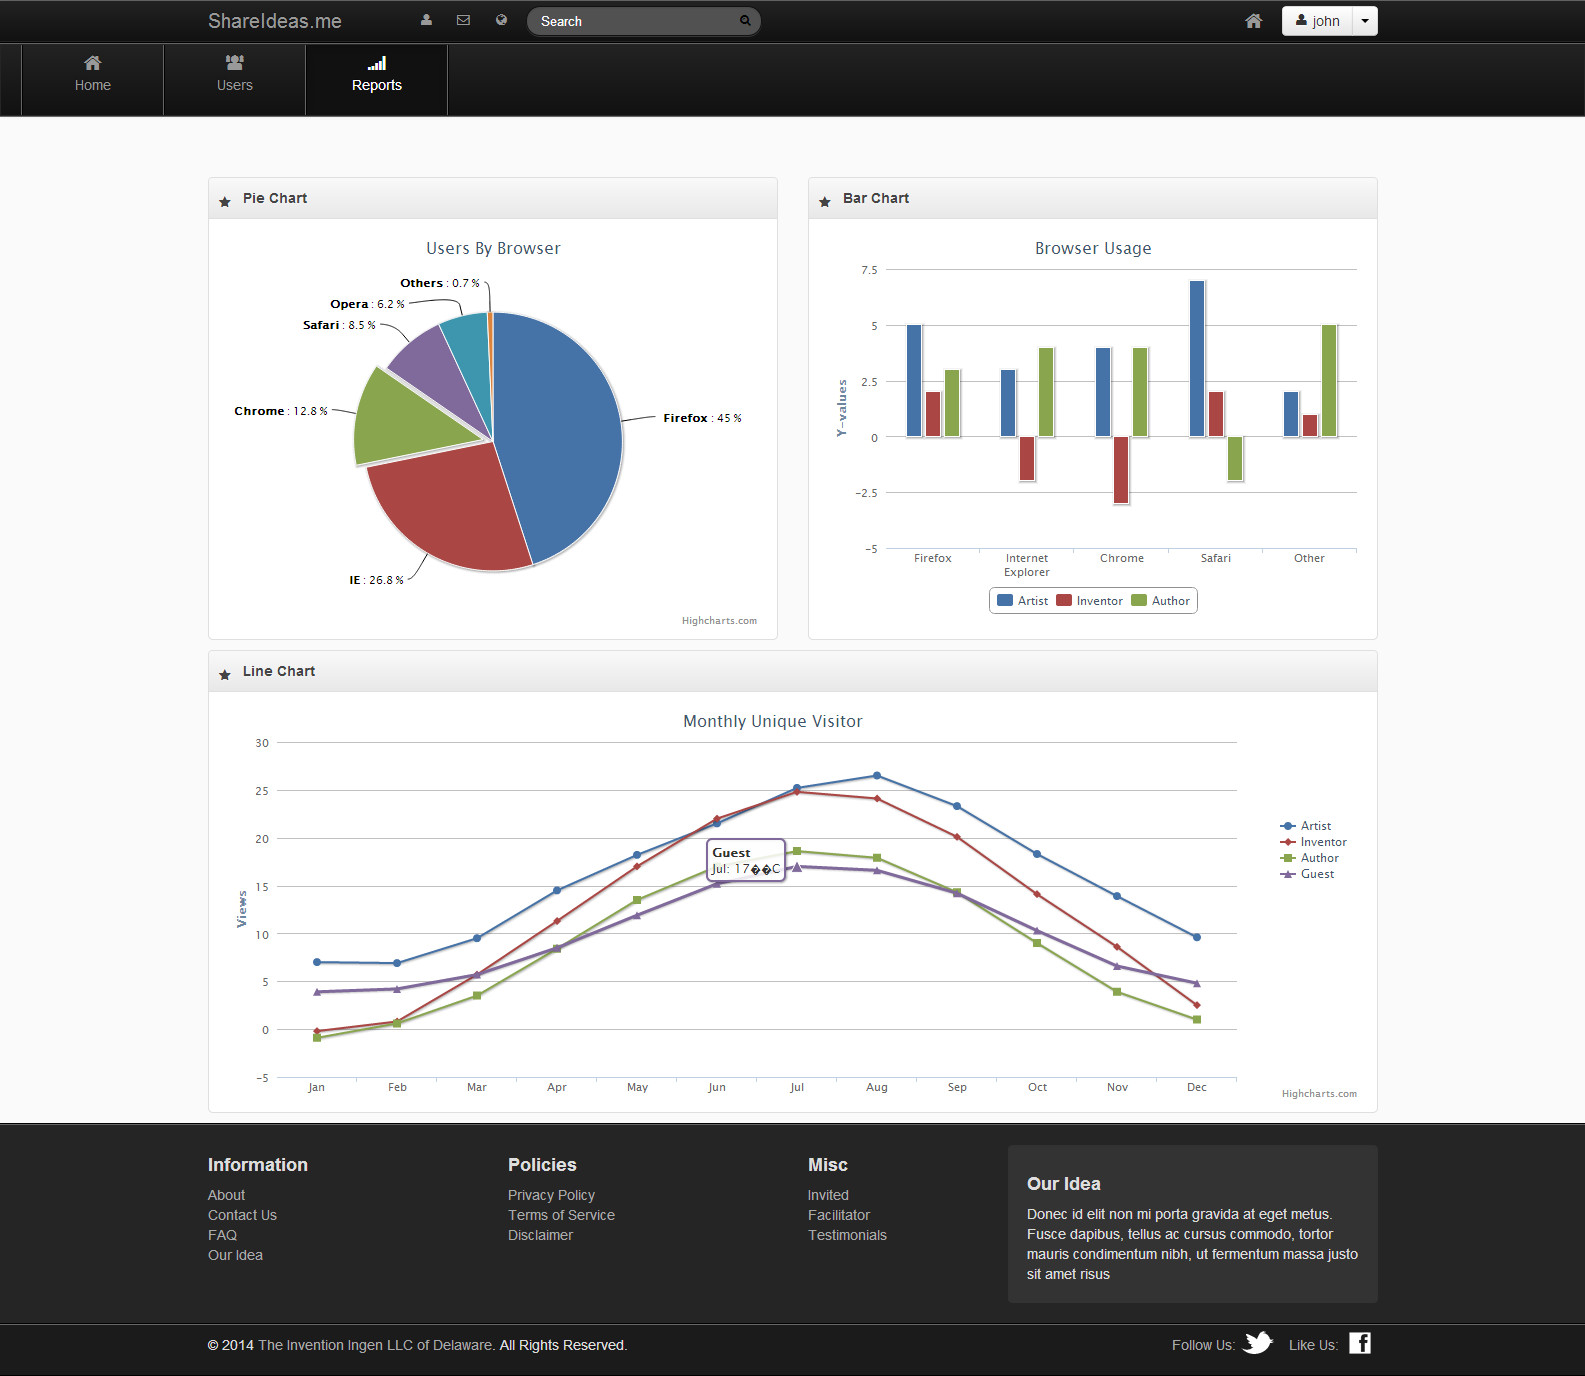 ShareIdeas.me
Search
john
Home
Users
Reports
Pie Chart
Users By Browser
Others : 0.7 %
Opera : 6.2 %
Safari : 8.5 %
Chrome : 12.8 %
Firefox : 45 %
IE : 26.8 %
Highcharts.com
Bar Chart
Browser Usage
7.5
5
2.5
0
−2.5
−5
Y-values
Firefox
Internet
Explorer
Chrome
Safari
Other
Artist Inventor Author
Line Chart
Monthly Unique Visitor
30
25
20
15
10
5
0
−5
Views
Guest
Jul: 17��C
Artist
Inventor
Author
Guest
Jan Feb Mar Apr May Jun Jul Aug Sep Oct Nov Dec
Highcharts.com
Information
About
Contact Us
FAQ
Our Idea
Policies
Privacy Policy
Terms of Service
Disclaimer
Misc
Invited
Facilitator
Testimonials
Our Idea
Donec id elit non mi porta gravida at eget metus.
Fusce dapibus, tellus ac cursus commodo, tortor
mauris condimentum nibh, ut fermentum massa justo
sit amet risus
© 2014 The Invention Ingen LLC of Delaware. All Rights Reserved.
Follow Us:
Like Us: